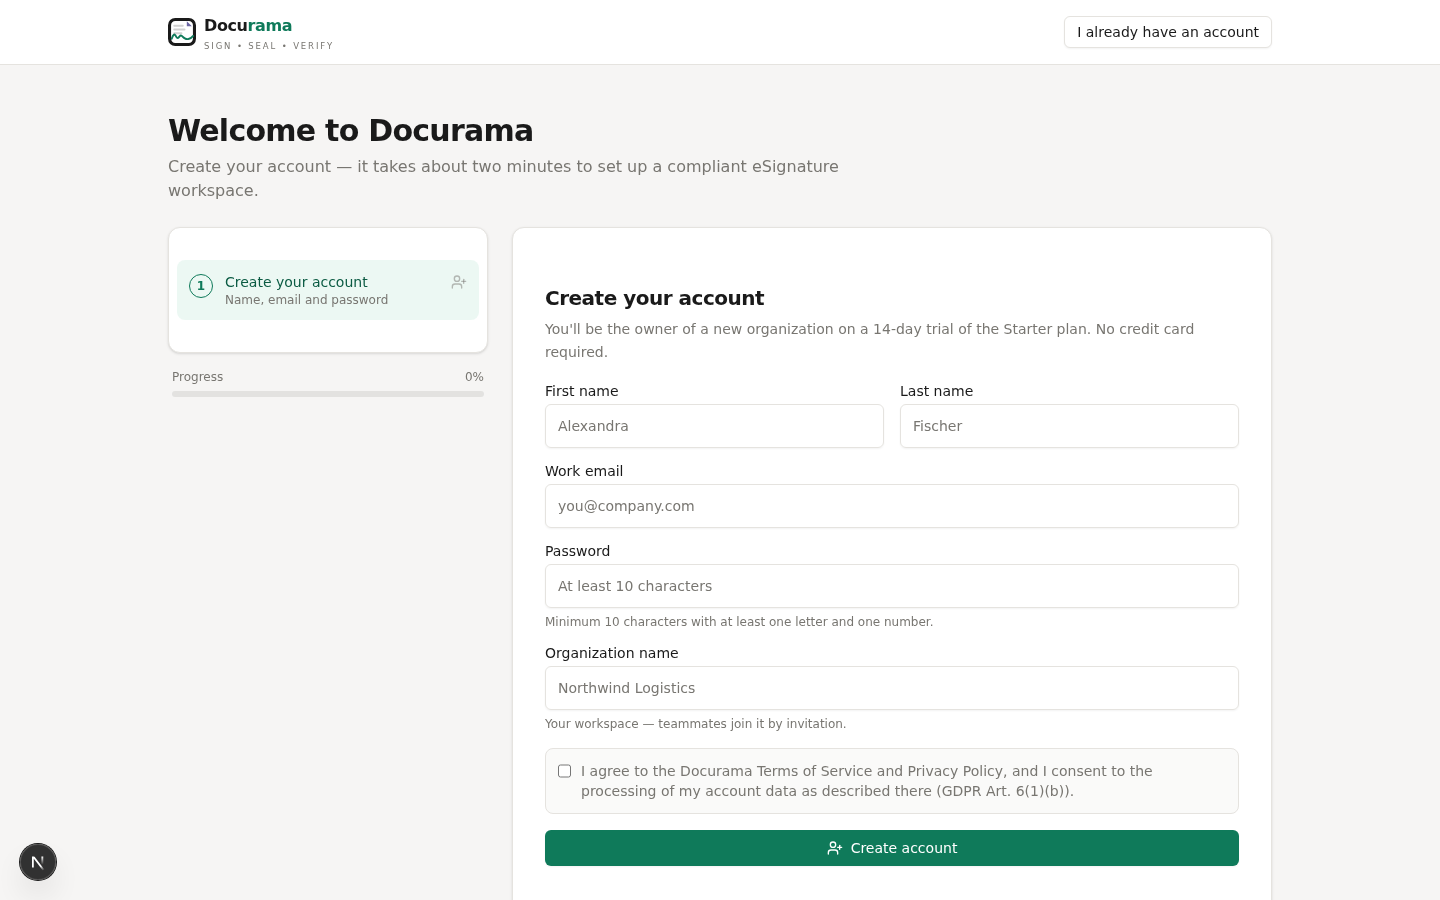 Docurama
SIGN • SEAL • VERIFY
I already have an account
Welcome to Docurama
Create your account — it takes about two minutes to set up a compliant eSignature
workspace.
1
Create your account
Name, email and password
Progress
0%
Create your account
You'll be the owner of a new organization on a 14-day trial of the Starter plan. No credit card
required.
First name
Last name
Alexandra
Fischer
Work email
you@company.com
Password
At least 10 characters
Minimum 10 characters with at least one letter and one number.
Organization name
Northwind Logistics
Your workspace — teammates join it by invitation.
I agree to the Docurama Terms of Service and Privacy Policy, and I consent to the
processing of my account data as described there (GDPR Art. 6(1)(b)).
Create account
N